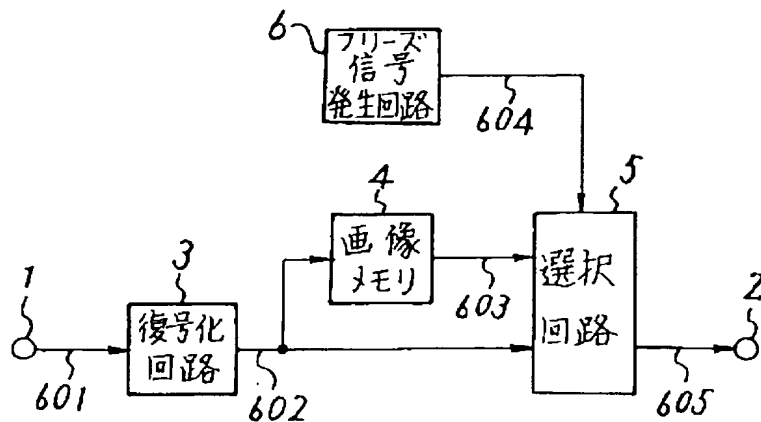 6
フリーズ
信号
発生回路
604
5
4
画像
メモリ
603
選択
回路
2
3
1
復号化
回路
601
602
605